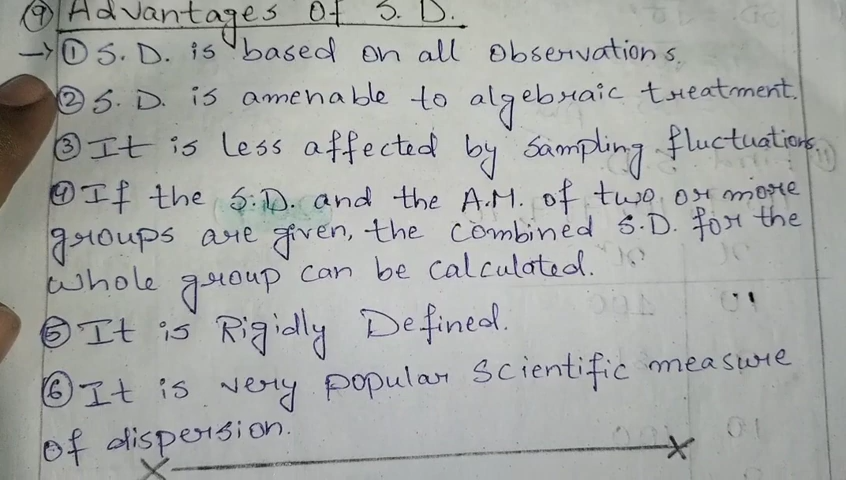 ⑨ Advantages of S. D.
→ ① S. D. is based on all observations.
② S. D. is amenable to algebraic treatment.
③ It is less affected by sampling fluctuations.
④ If the S.D. and the A.M. of two or more
groups are given, the combined S.D. for the
whole group can be calculated.
⑤ It is Rigidly Defined.
⑥ It is very popular scientific measure
of dispersion.